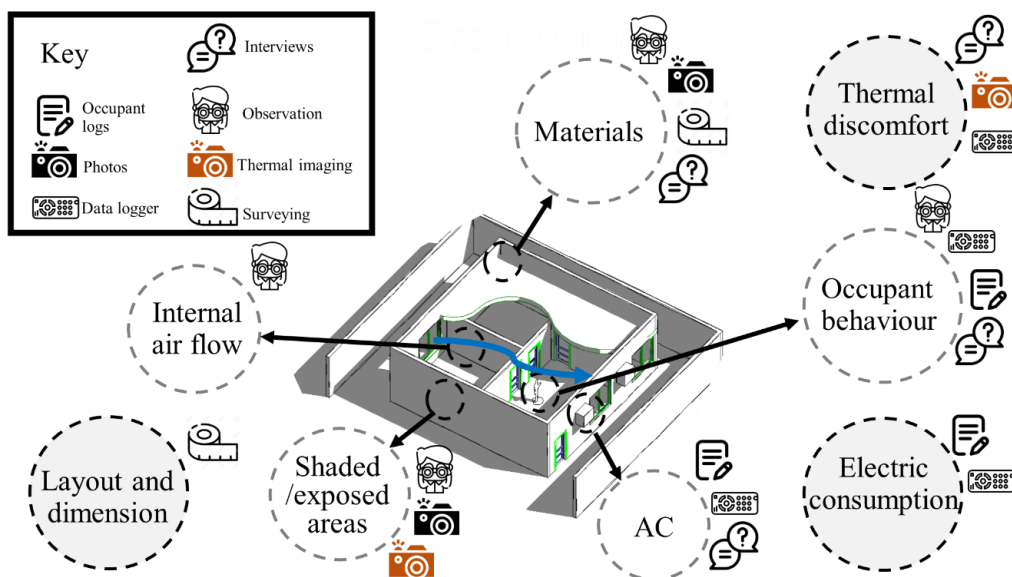 Key
Interviews
Occupant
logs
Observation
Photos
Thermal imaging
Data logger
Surveying
Materials
Thermal
discomfort
Internal
air flow
Occupant
behaviour
Layout and
dimension
Shaded
/exposed
areas
AC
Electric
consumption